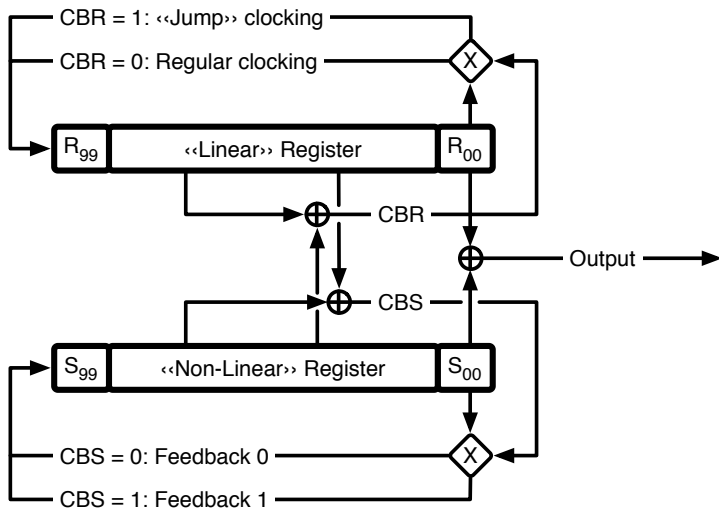 CBR = 1: ‹‹Jump›› clocking
CBR = 0: Regular clocking
X
R99 ‹‹Linear›› Register R00
CBR
Output
CBS
S99 ‹‹Non-Linear›› Register S00
CBS = 0: Feedback 0
X
CBS = 1: Feedback 1